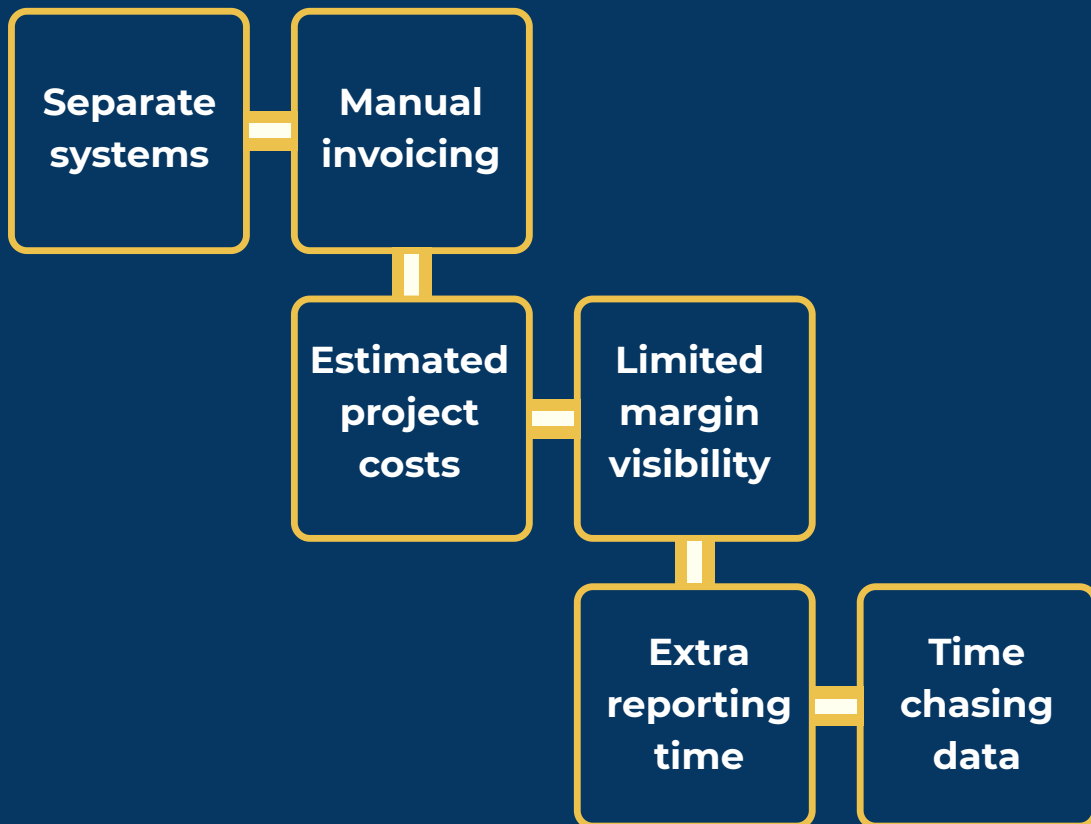 Separate
systems
Manual
invoicing
Estimated
project
costs
Limited
margin
visibility
Extra
reporting
time
Time
chasing
data